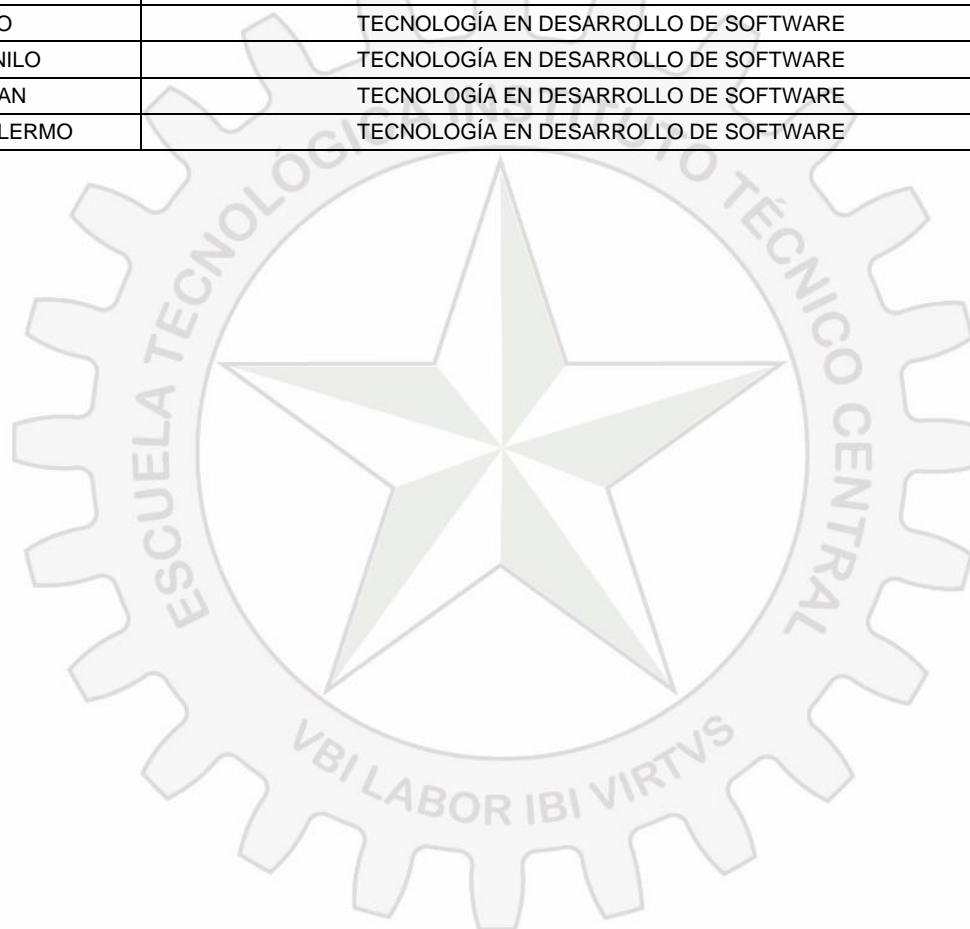 O TECNOLOGÍA EN DESARROLLO DE SOFTWARE
NILO TECNOLOGÍA EN DESARROLLO DE SOFTWARE
AN TECNOLOGÍA EN DESARROLLO DE SOFTWARE
LERMO TECNOLOGÍA EN DESARROLLO DE SOFTWARE
ESCUELA TECNOLÓGICA INSTITUTO TÉCNICO CENTRAL
VBI LABOR IBI VIRTVS